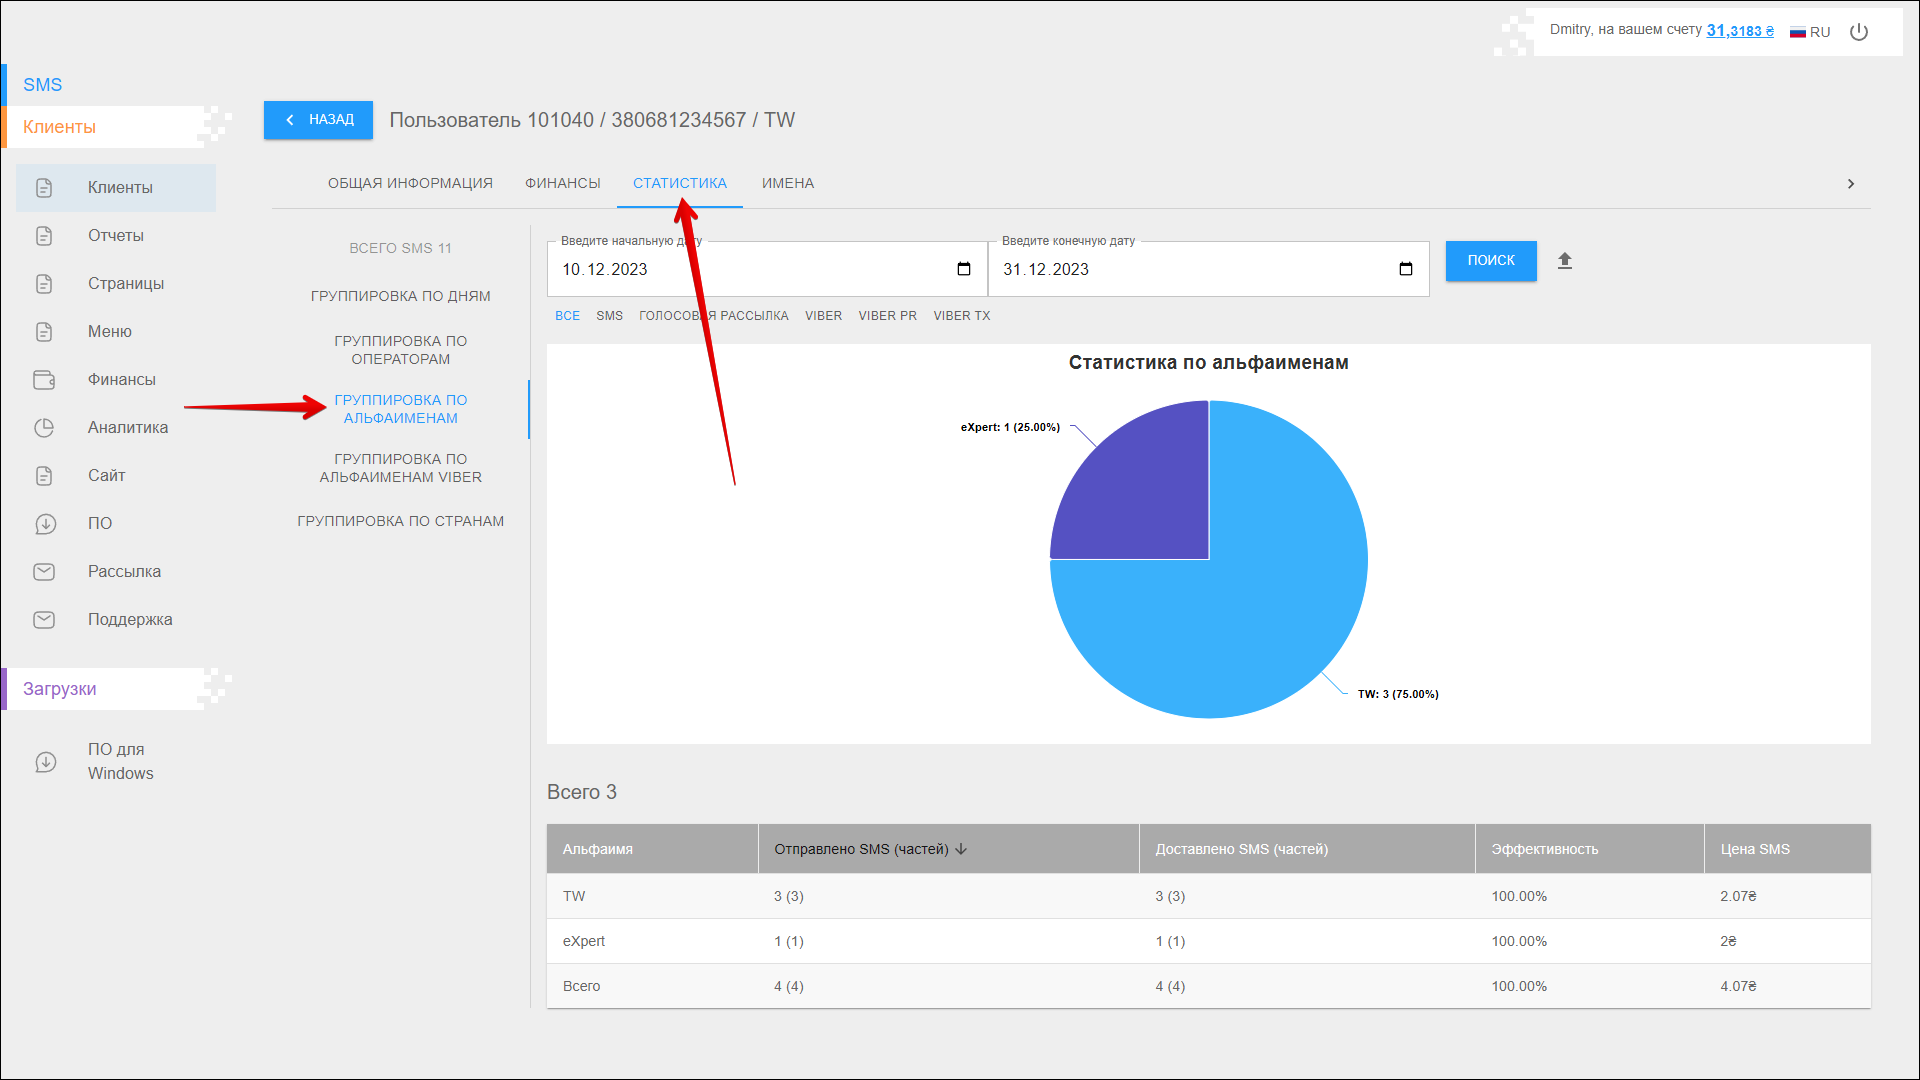 Dmitry, на вашем счету 31,3183 ₴
RU
SMS
Клиенты
Клиенты
Отчеты
Страницы
Меню
Финансы
Аналитика
Сайт
ПО
Рассылка
Поддержка
Загрузки
ПО для
Windows
НАЗАД
Пользователь 101040 / 380681234567 / TW
ОБЩАЯ ИНФОРМАЦИЯ
ФИНАНСЫ
СТАТИСТИКА
ИМЕНА
ВСЕГО SMS 11
ГРУППИРОВКА ПО ДНЯМ
ГРУППИРОВКА ПО
ОПЕРАТОРАМ
ГРУППИРОВКА ПО
АЛЬФАИМЕНАМ
ГРУППИРОВКА ПО
АЛЬФАИМЕНАМ VIBER
ГРУППИРОВКА ПО СТРАНАМ
Введите начальную дату
10.12.2023
Введите конечную дату
31.12.2023
ПОИСК
ВСЕ SMS ГОЛОСОВАЯ РАССЫЛКА VIBER VIBER PR VIBER TX
Статистика по альфаименам
eXpert: 1 (25.00%)
TW: 3 (75.00%)
Всего 3
Альфаимя Отправлено SMS (частей) Доставлено SMS (частей) Эффективность Цена SMS
TW 3 (3) 3 (3) 100.00% 2.07₴
eXpert 1 (1) 1 (1) 100.00% 2₴
Всего 4 (4) 4 (4) 100.00% 4.07₴